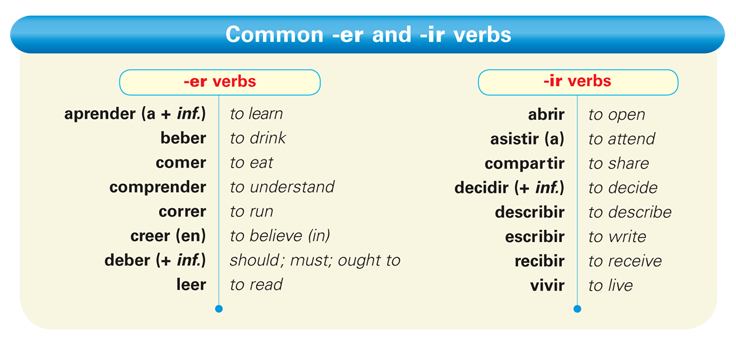 Common -er and -ir verbs
-er verbs
aprender (a + inf.) to learn
beber to drink
comer to eat
comprender to understand
correr to run
creer (en) to believe (in)
deber (+ inf.) should; must; ought to
leer to read
-ir verbs
abrir to open
asistir (a) to attend
compartir to share
decidir (+ inf.) to decide
describir to describe
escribir to write
recibir to receive
vivir to live